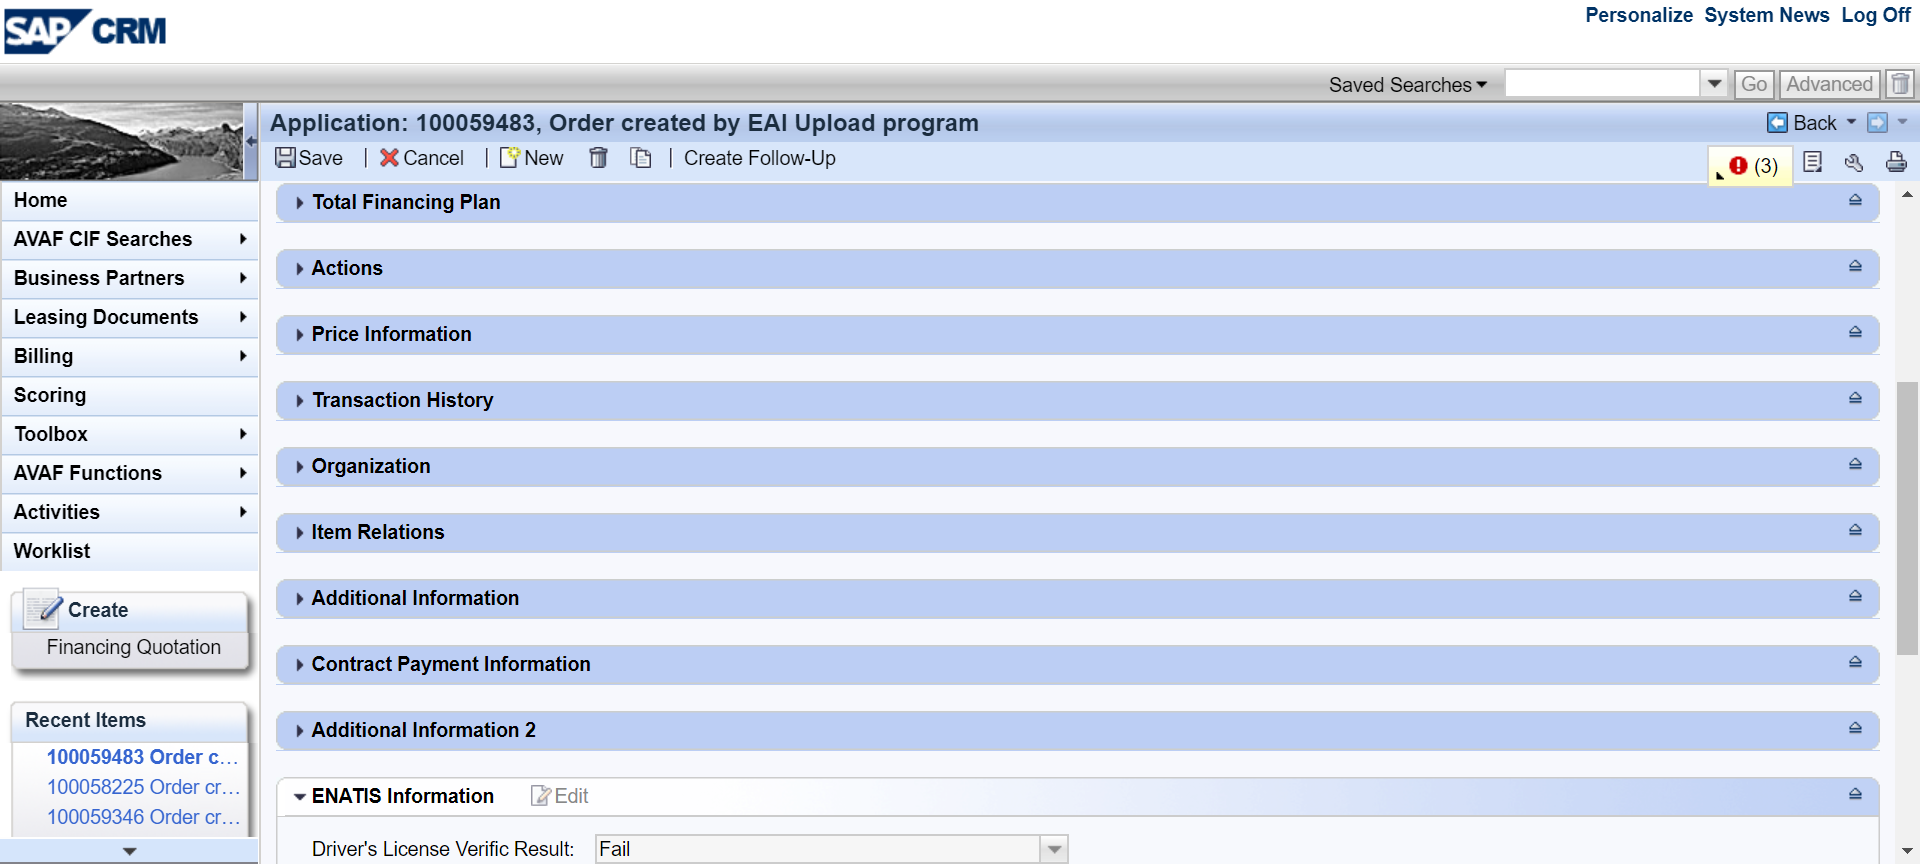 SAP CRM
Personalize System News Log Off
Saved Searches Go Advanced
Application: 100059483, Order created by EAI Upload program
Back
Save | Cancel | New | Create Follow-Up
(3)
Home
AVAF CIF Searches
Business Partners
Leasing Documents
Billing
Scoring
Toolbox
AVAF Functions
Activities
Worklist
Create
Financing Quotation
Recent Items
100059483 Order c...
100058225 Order cr...
100059346 Order cr...
Total Financing Plan
Actions
Price Information
Transaction History
Organization
Item Relations
Additional Information
Contract Payment Information
Additional Information 2
ENATIS Information Edit
Driver's License Verific Result: Fail